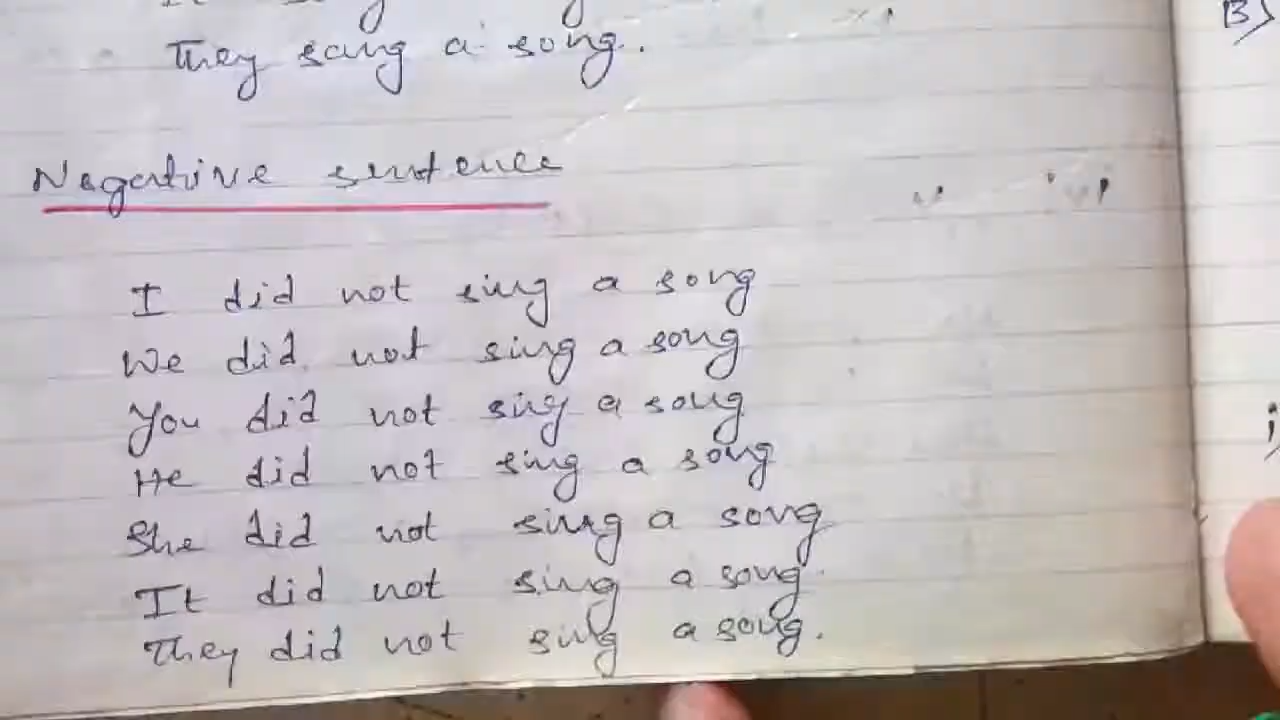 They sang a song.
Negative sentence
I did not sing a song
We did not sing a song
You did not sing a song
He did not sing a song
She did not sing a song
It did not sing a song.
They did not sing a song.
B)
i)